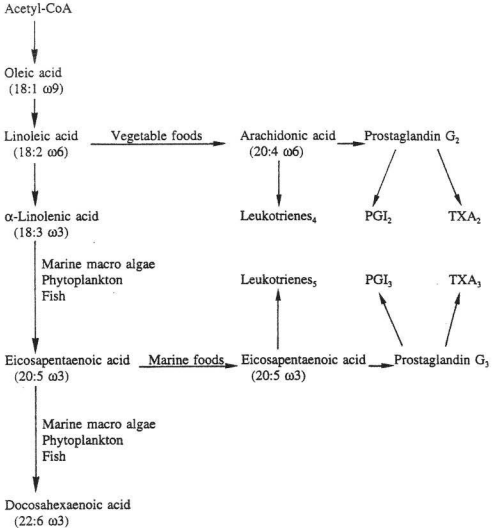 Acetyl-CoA
Oleic acid
(18:1 ω9)
Linoleic acid
(18:2 ω6)
Vegetable foods
Arachidonic acid
(20:4 ω6)
Prostaglandin G₂
α-Linolenic acid
(18:3 ω3)
Leukotrienes₄
PGI₂
TXA₂
Marine macro algae
Phytoplankton
Fish
Leukotrienes₅
PGI₃
TXA₃
Eicosapentaenoic acid
(20:5 ω3)
Marine foods
Eicosapentaenoic acid
(20:5 ω3)
Prostaglandin G₃
Marine macro algae
Phytoplankton
Fish
Docosahexaenoic acid
(22:6 ω3)